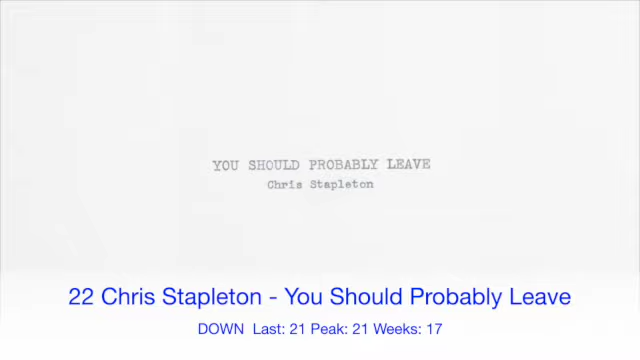 YOU SHOULD PROBABLY LEAVE
Chris Stapleton
22 Chris Stapleton - You Should Probably Leave
DOWN  Last: 21 Peak: 21 Weeks: 17